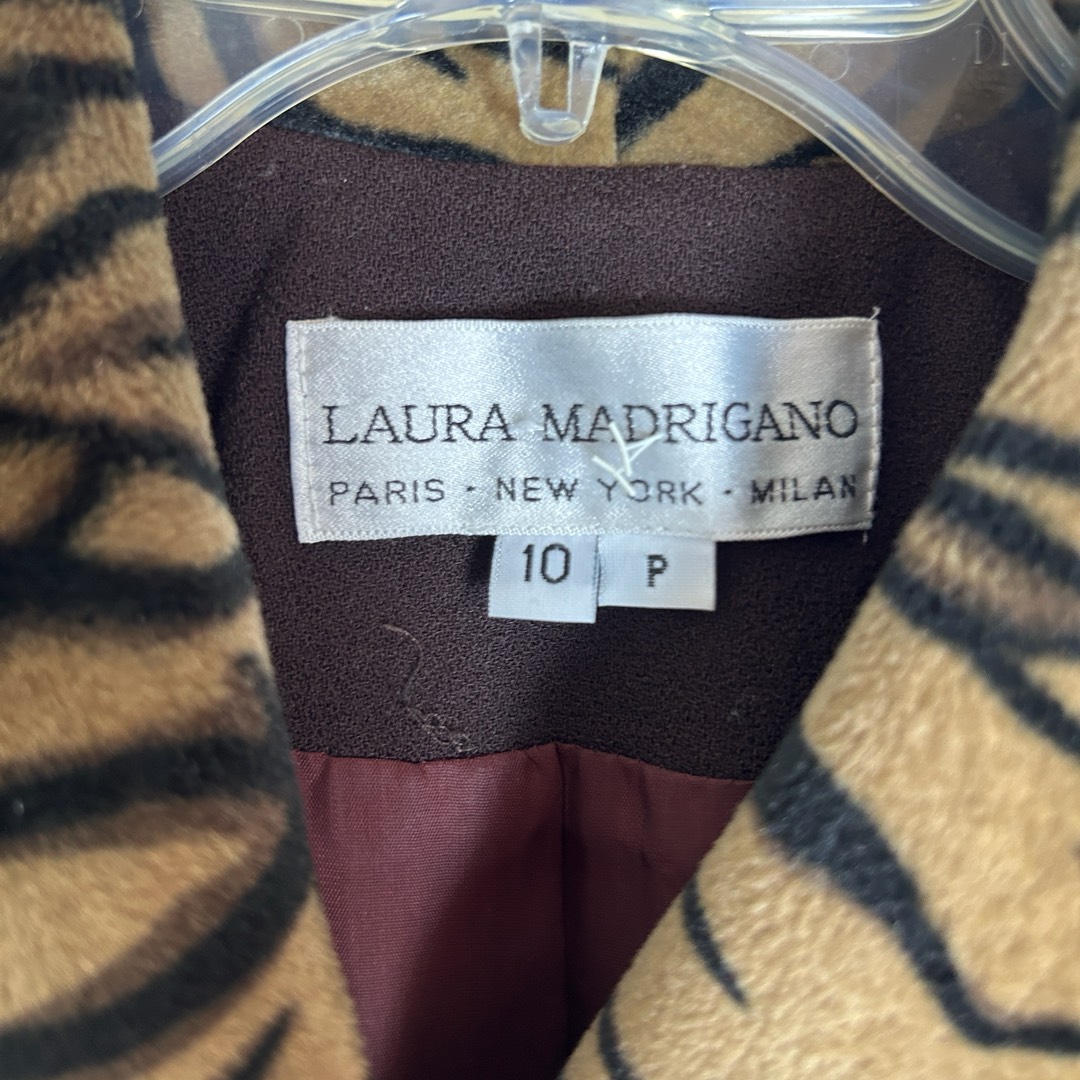 LAURA MADRIGANO
PARIS · NEW YORK · MILAN
10 P